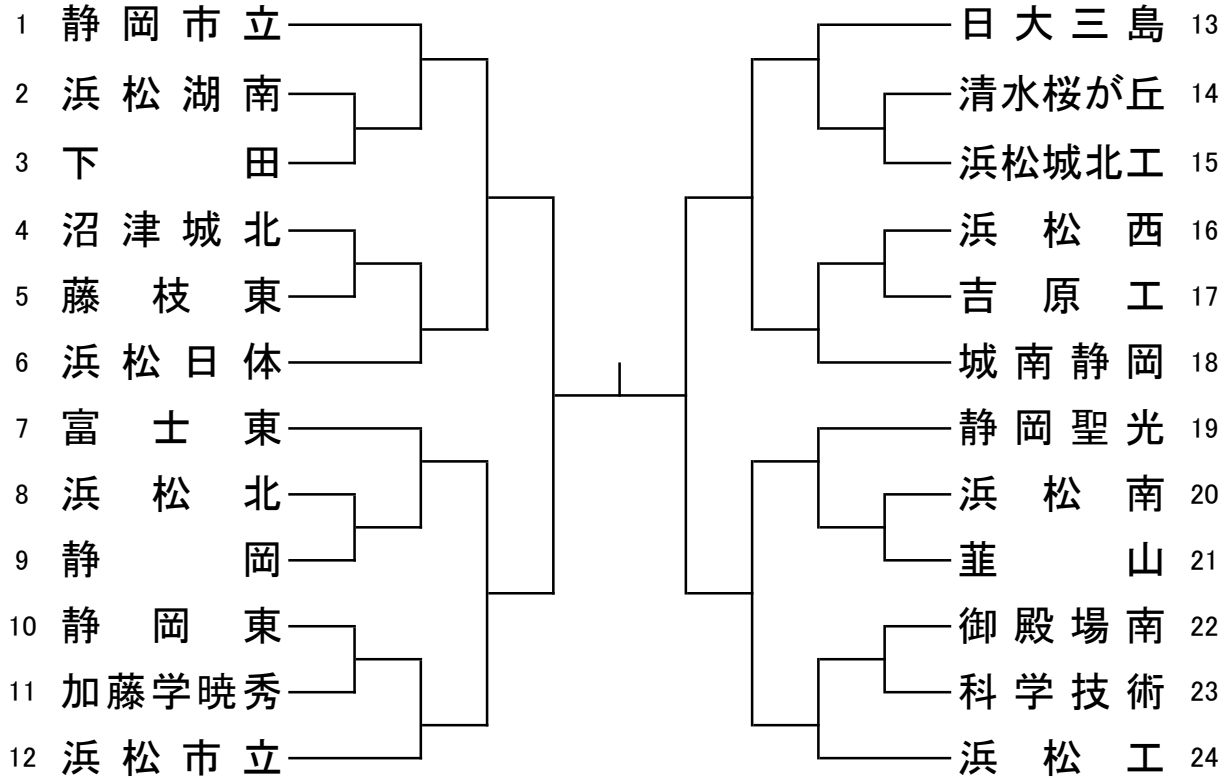 1 静岡市立
2 浜松湖南
3 下田
4 沼津城北
5 藤枝東
6 浜松日体
7 富士東
8 浜松北
9 静岡
10 静岡東
11 加藤学暁秀
12 浜松市立
日大三島 13
清水桜が丘 14
浜松城北工 15
浜松西 16
吉原工 17
城南静岡 18
静岡聖光 19
浜松南 20
韮山 21
御殿場南 22
科学技術 23
浜松工 24